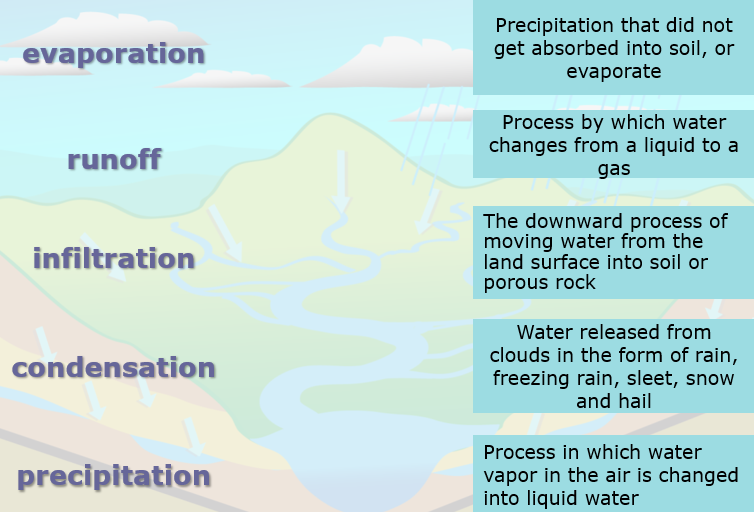 evaporation
Precipitation that did not
get absorbed into soil, or
evaporate
runoff
Process by which water
changes from a liquid to a
gas
infiltration
The downward process of
moving water from the
land surface into soil or
porous rock
condensation
Water released from
clouds in the form of rain,
freezing rain, sleet, snow
and hail
precipitation
Process in which water
vapor in the air is changed
into liquid water